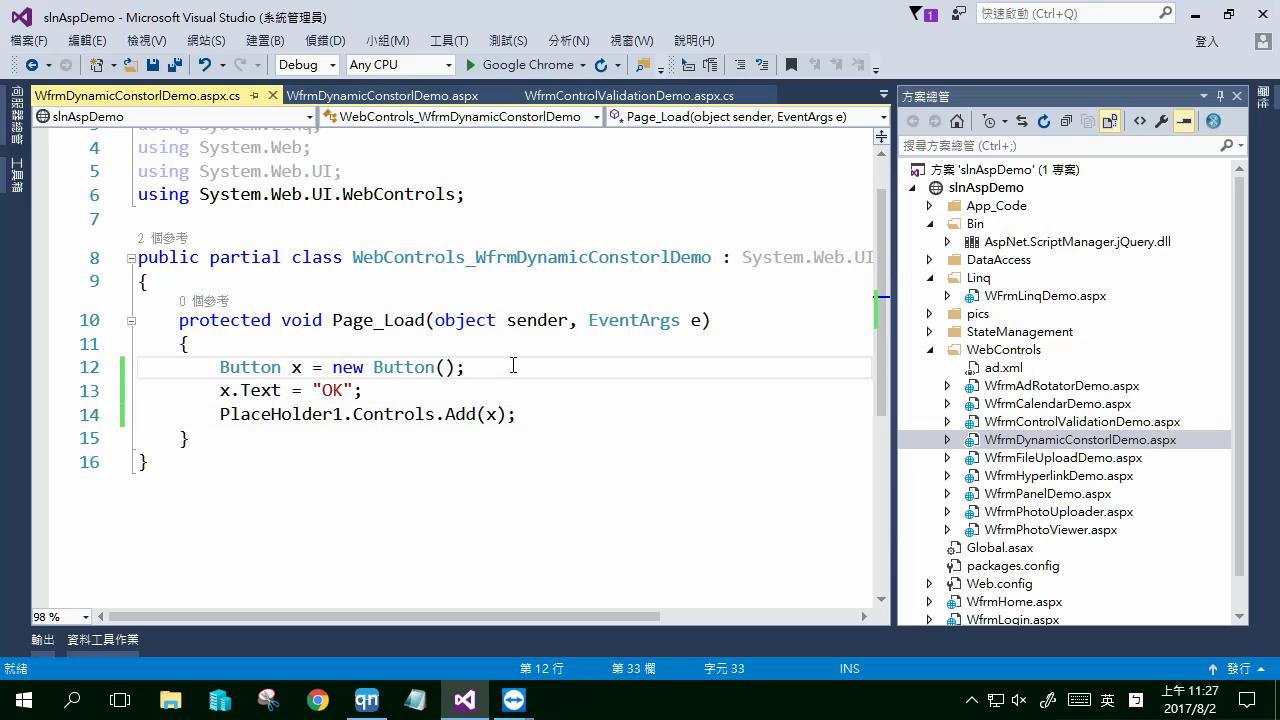 slnAspDemo - Microsoft Visual Studio (系統管理員)
1
快速啟動 (Ctrl+Q)
檔案(F) 編輯(E) 檢視(V) 網站(S) 建置(B) 偵錯(D) 小組(M) 工具(T) 測試(S) 分析(N) 視窗(W) 說明(H)
登入
Debug Any CPU Google Chrome
伺服器總管
工具箱
WfrmDynamicConstorlDemo.aspx.cs WfrmDynamicConstorlDemo.aspx WfrmControlValidationDemo.aspx.cs
slnAspDemo WebControls_WfrmDynamicConstorlDemo Page_Load(object sender, EventArgs e)
3 using System.Linq;
4 using System.Web;
5 using System.Web.UI;
6 using System.Web.UI.WebControls;
7
2 個參考
8 public partial class WebControls_WfrmDynamicConstorlDemo : System.Web.UI
9 {
0 個參考
10 protected void Page_Load(object sender, EventArgs e)
11 {
12 Button x = new Button();
13 x.Text = "OK";
14 PlaceHolder1.Controls.Add(x);
15 }
16 }
98 %
輸出 資料工具作業
方案總管
搜尋方案總管 (Ctrl+;)
方案 'slnAspDemo' (1 專案)
slnAspDemo
App_Code
Bin
AspNet.ScriptManager.jQuery.dll
DataAccess
Linq
WFrmLinqDemo.aspx
pics
StateManagement
WebControls
ad.xml
WfrmAdRotatorDemo.aspx
WfrmCalendarDemo.aspx
WfrmControlValidationDemo.aspx
WfrmDynamicConstorlDemo.aspx
WfrmFileUploadDemo.aspx
WfrmHyperlinkDemo.aspx
WfrmPanelDemo.aspx
WfrmPhotoUploader.aspx
WfrmPhotoViewer.aspx
Global.asax
packages.config
Web.config
WfrmHome.aspx
WfrmLogin.aspx
就緒 第 12 行 第 33 欄 字元 33 INS 發行
qn
英
上午 11:27
2017/8/2